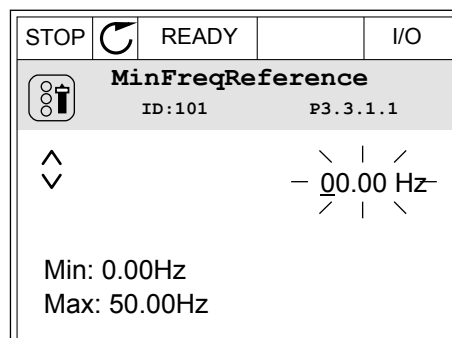 STOP READY I/O
MinFreqReference
ID:101 P3.3.1.1
00.00 Hz
Min: 0.00Hz
Max: 50.00Hz